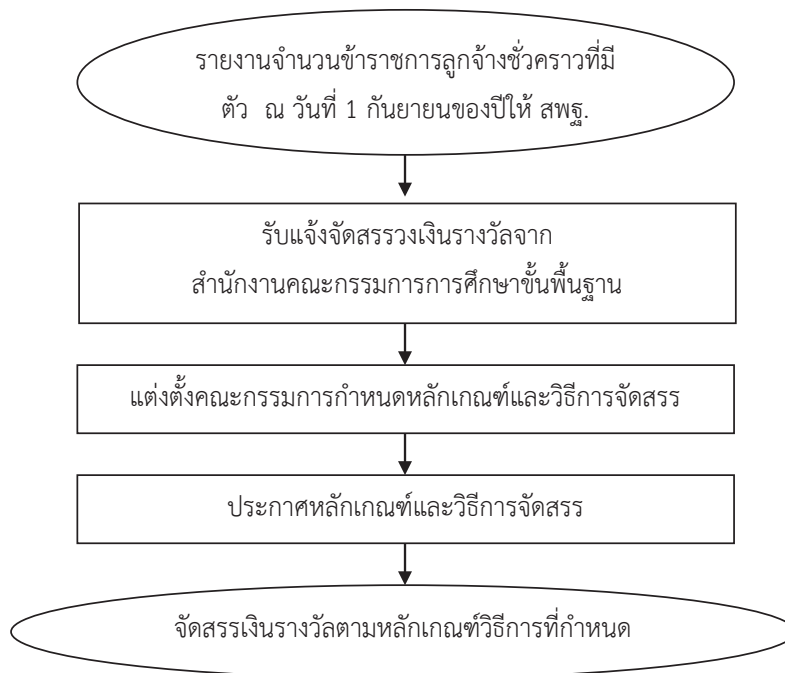 รายงานจำนวนข้าราชการลูกจ้างชั่วคราวที่มี
ตัว ณ วันที่ 1 กันยายนของปีให้ สพฐ.
รับแจ้งจัดสรรวงเงินรางวัลจาก
สำนักงานคณะกรรมการการศึกษาขั้นพื้นฐาน
แต่งตั้งคณะกรรมการกำหนดหลักเกณฑ์และวิธีการจัดสรร
ประกาศหลักเกณฑ์และวิธีการจัดสรร
จัดสรรเงินรางวัลตามหลักเกณฑ์วิธีการที่กำหนด